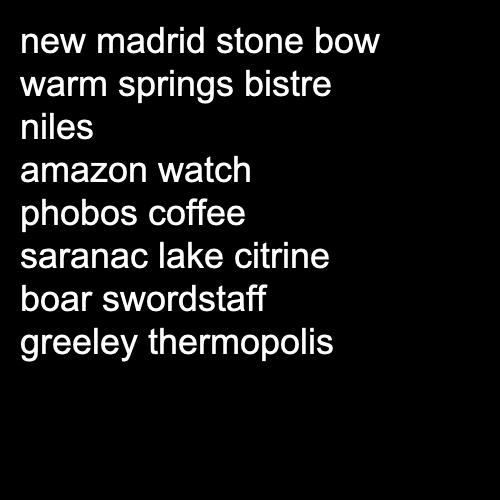 new madrid stone bow
warm springs bistre
niles
amazon watch
phobos coffee
saranac lake citrine
boar swordstaff
greeley thermopolis